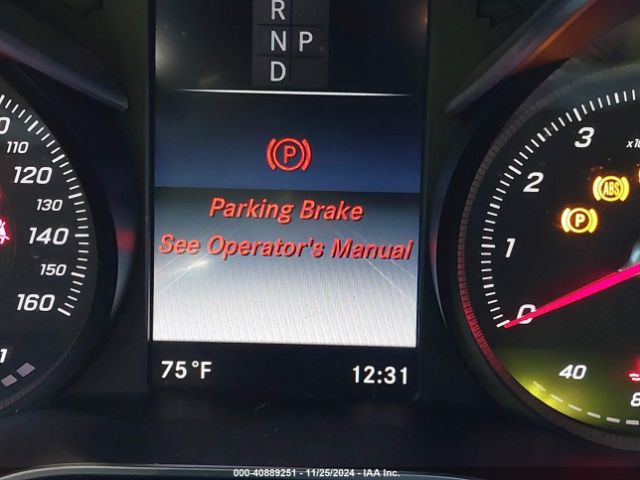 R
N P
D
110
120
130
140
150
160
1
P
Parking Brake
See Operator's Manual
75 °F
12:31
3
2
1
0
ABS
P
40
000-40889251 - 11/25/2024 - IAA Inc.